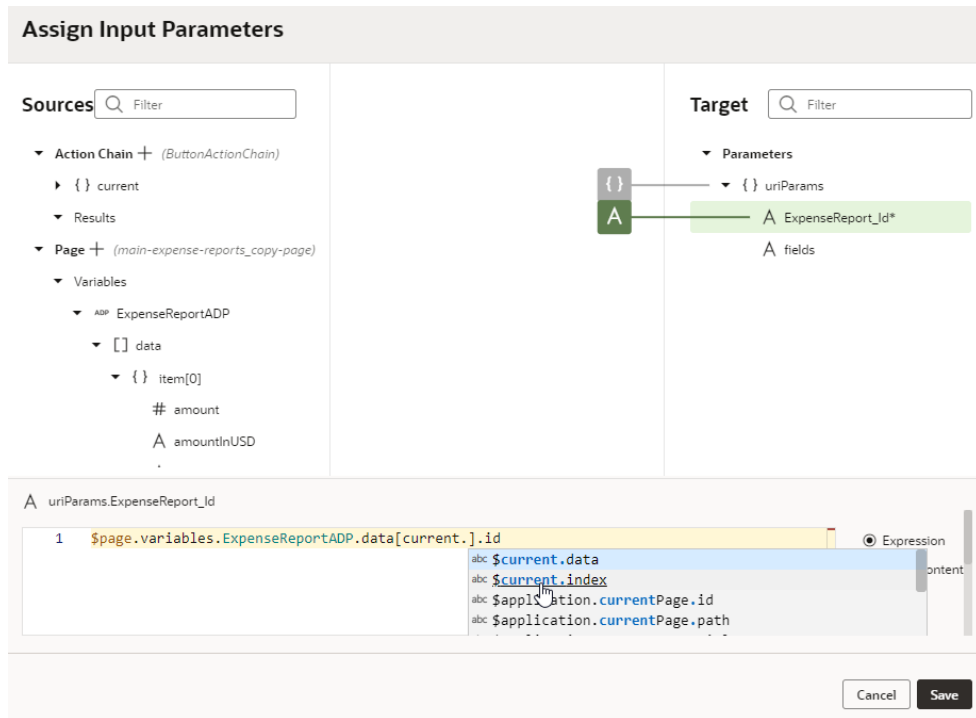 Assign Input Parameters
Sources
Filter
Action Chain + (ButtonActionChain)
{ } current
Results
Page + (main-expense-reports_copy-page)
Variables
ADP ExpenseReportADP
[ ] data
{ } item[0]
# amount
A amountInUSD
{ }
A
Target
Filter
Parameters
{ } uriParams
A ExpenseReport_Id*
A fields
A uriParams.ExpenseReport_Id
1 $page.variables.ExpenseReportADP.data[current.].id
abc $current.data
abc $current.index
abc $application.currentPage.id
abc $application.currentPage.path
Expression
ontent
Cancel
Save